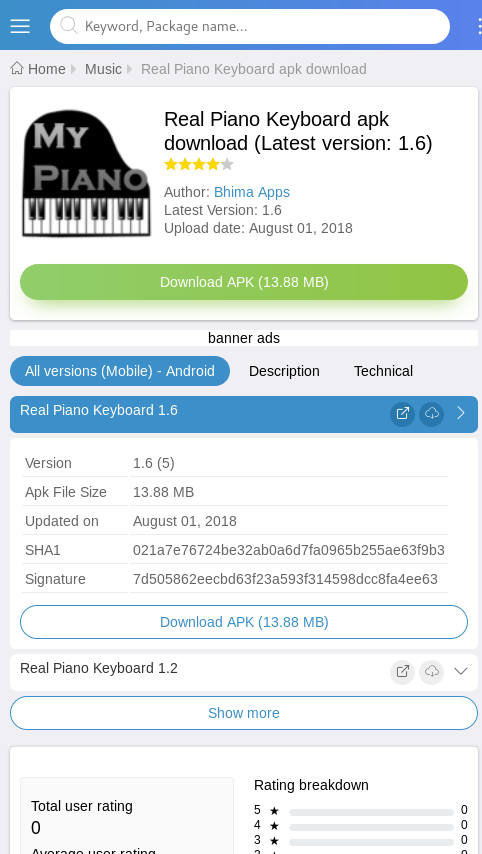 Keyword, Package name...
Home Music Real Piano Keyboard apk download
MY
PIANO
Real Piano Keyboard apk
download (Latest version: 1.6)
Author: Bhima Apps
Latest Version: 1.6
Upload date: August 01, 2018
Download APK (13.88 MB)
banner ads
All versions (Mobile) - Android Description Technical
Real Piano Keyboard 1.6
Version 1.6 (5)
Apk File Size 13.88 MB
Updated on August 01, 2018
SHA1 021a7e76724be32ab0a6d7fa0965b255ae63f9b3
Signature 7d505862eecbd63f23a593f314598dcc8fa4ee63
Download APK (13.88 MB)
Real Piano Keyboard 1.2
Show more
Total user rating
0
Average user rating
Rating breakdown
5 ★ 0
4 ★ 0
3 ★ 0